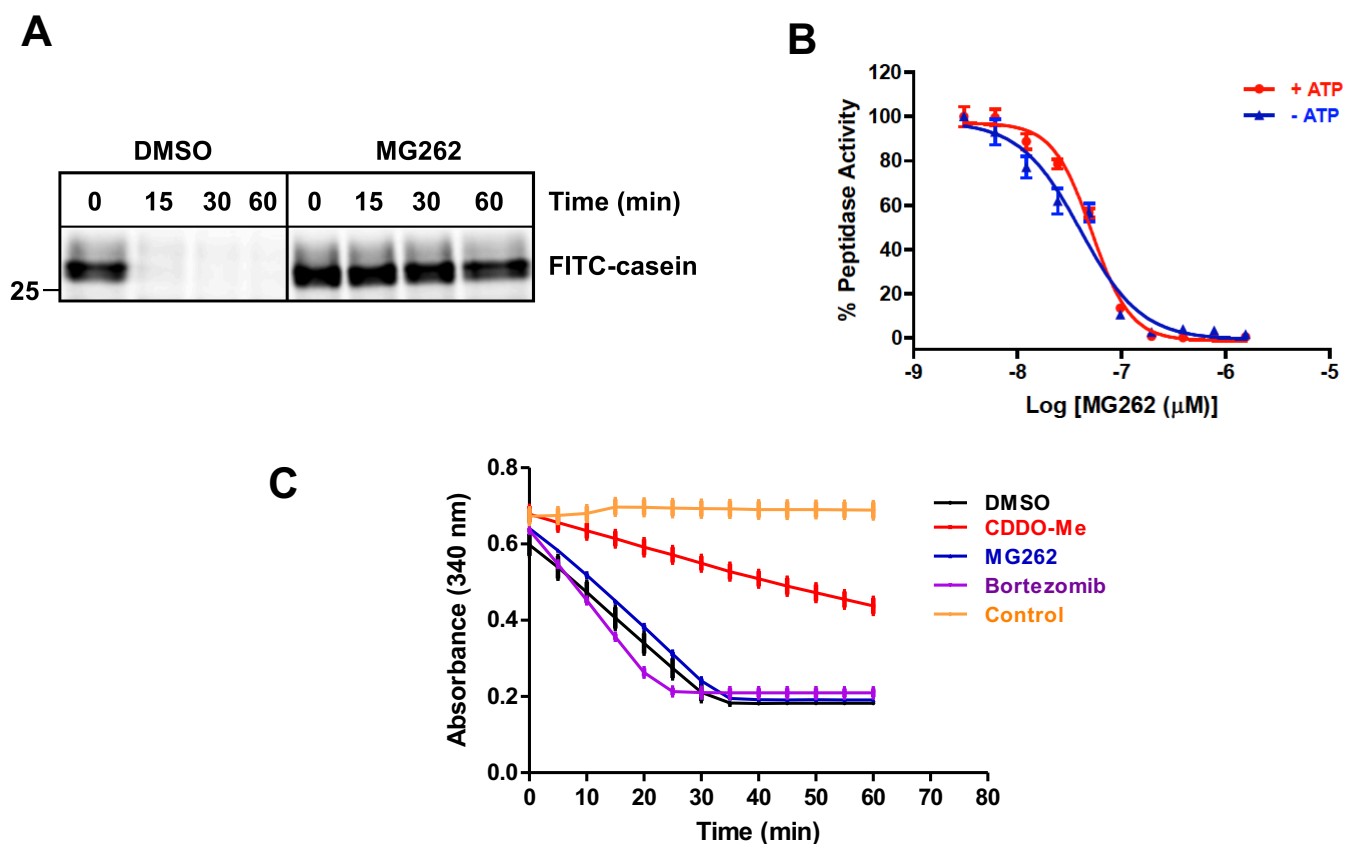 A
DMSO MG262
0 15 30 60 0 15 30 60 Time (min)
FITC-casein
25
B
% Peptidase Activity
120
100
80
60
40
20
0
-9 -8 -7 -6 -5
Log [MG262 (μM)]
+ ATP
- ATP
C
Absorbance (340 nm)
0.8
0.6
0.4
0.2
0.0
0 10 20 30 40 50 60 70 80
Time (min)
DMSO
CDDO-Me
MG262
Bortezomib
Control